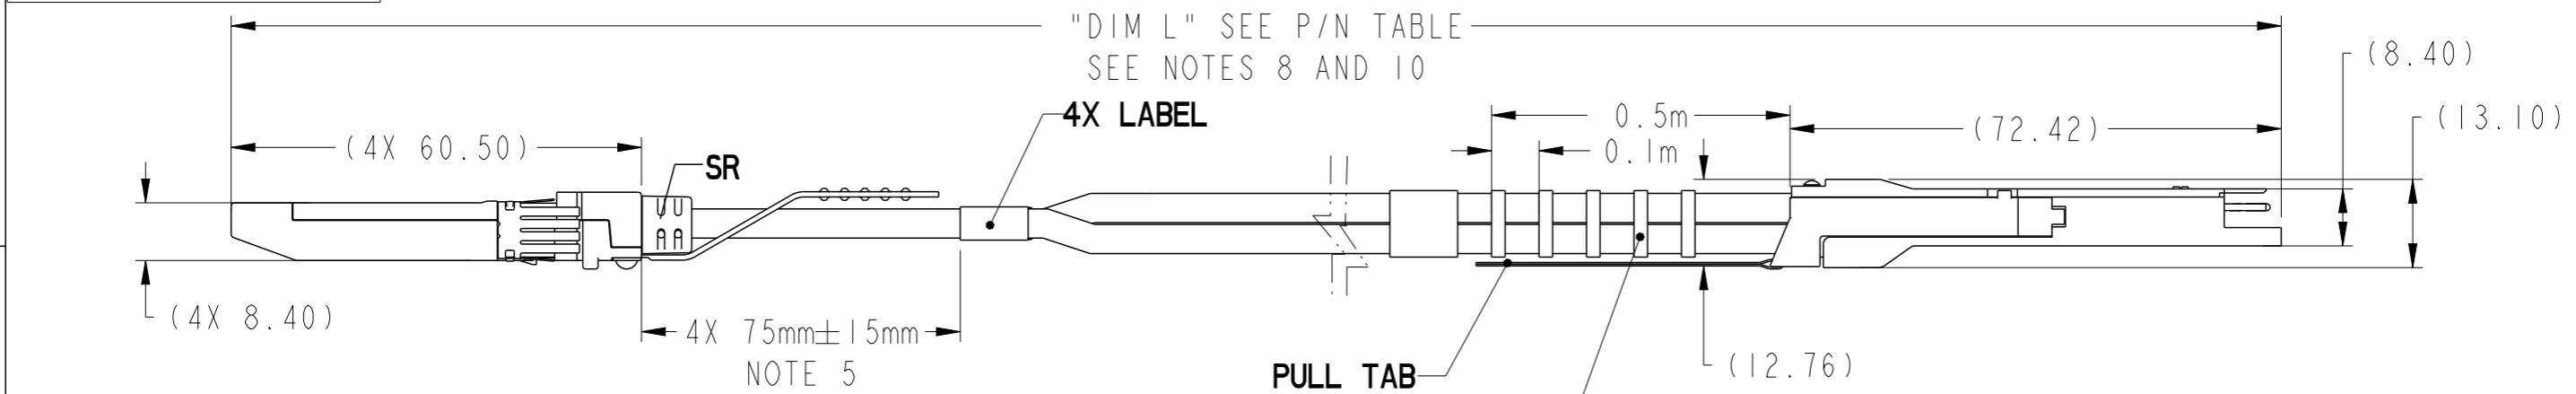 "DIM L" SEE P/N TABLE
SEE NOTES 8 AND 10
(8.40)
4X LABEL
0.5m
(72.42)
(13.10)
(4X 60.50)
0.1m
SR
(4X 8.40)
4X 75mm±15mm
NOTE 5
PULL TAB
(12.76)